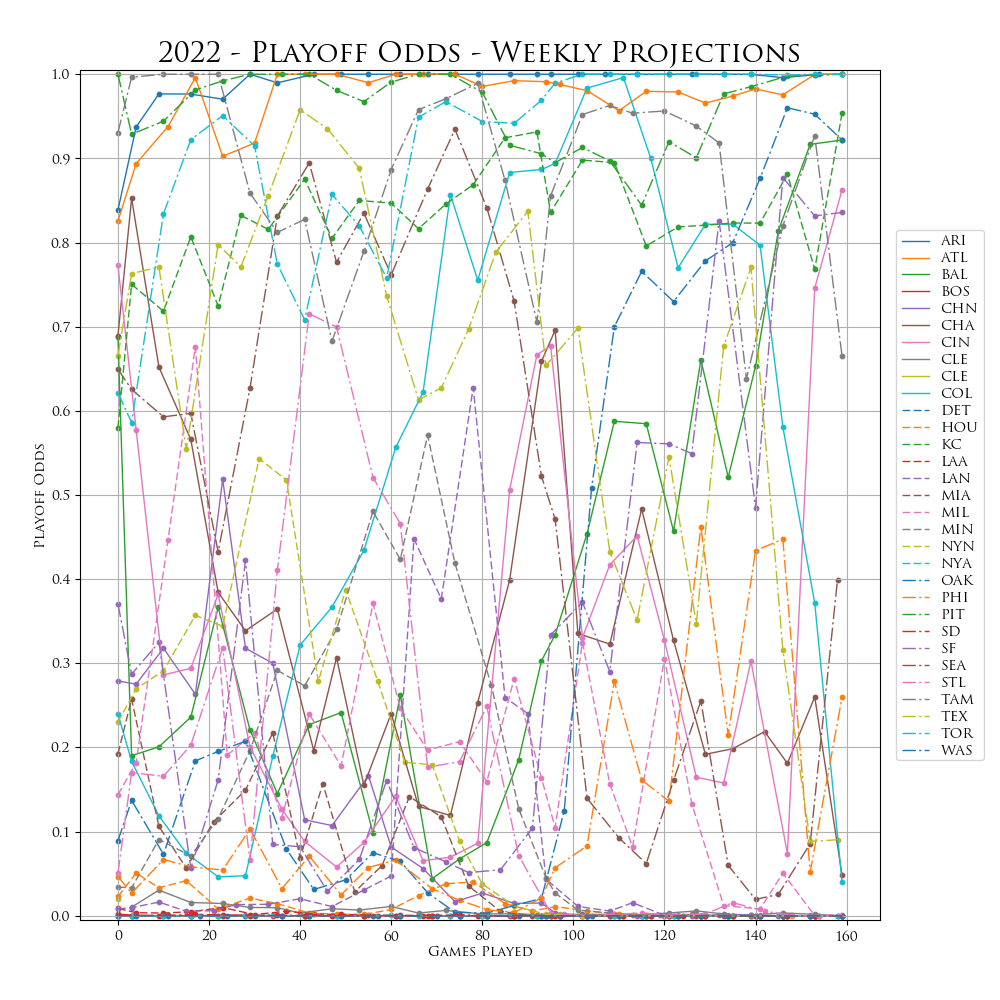 2022 - Playoff Odds - Weekly Projections
1.0
0.9
0.8
0.7
0.6
0.5
0.4
0.3
0.2
0.1
0.0
Playoff Odds
0 20 40 60 80 100 120 140 160
Games Played
ARI
ATL
BAL
BOS
CHN
CHA
CIN
CLE
CLE
COL
DET
HOU
KC
LAA
LAN
MIA
MIL
MIN
NYN
NYA
OAK
PHI
PIT
SD
SF
SEA
STL
TAM
TEX
TOR
WAS